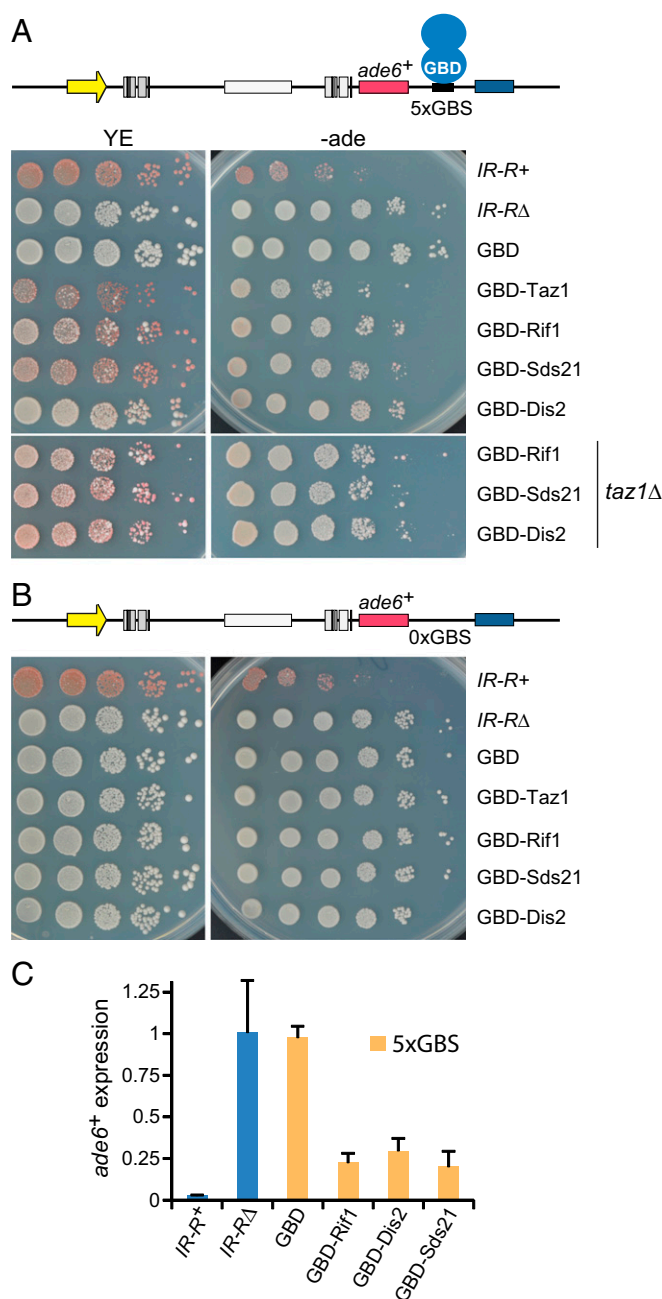 A
ade6+
GBD
5xGBS
YE
-ade
IR-R+
IR-RΔ
GBD
GBD-Taz1
GBD-Rif1
GBD-Sds21
GBD-Dis2
GBD-Rif1
GBD-Sds21
GBD-Dis2
taz1Δ
B
ade6+
0xGBS
IR-R+
IR-RΔ
GBD
GBD-Taz1
GBD-Rif1
GBD-Sds21
GBD-Dis2
C
ade6+ expression
1.25
1
0.75
0.5
0.25
0
5xGBS
IR-R+
IR-RΔ
GBD
GBD-Rif1
GBD-Dis2
GBD-Sds21